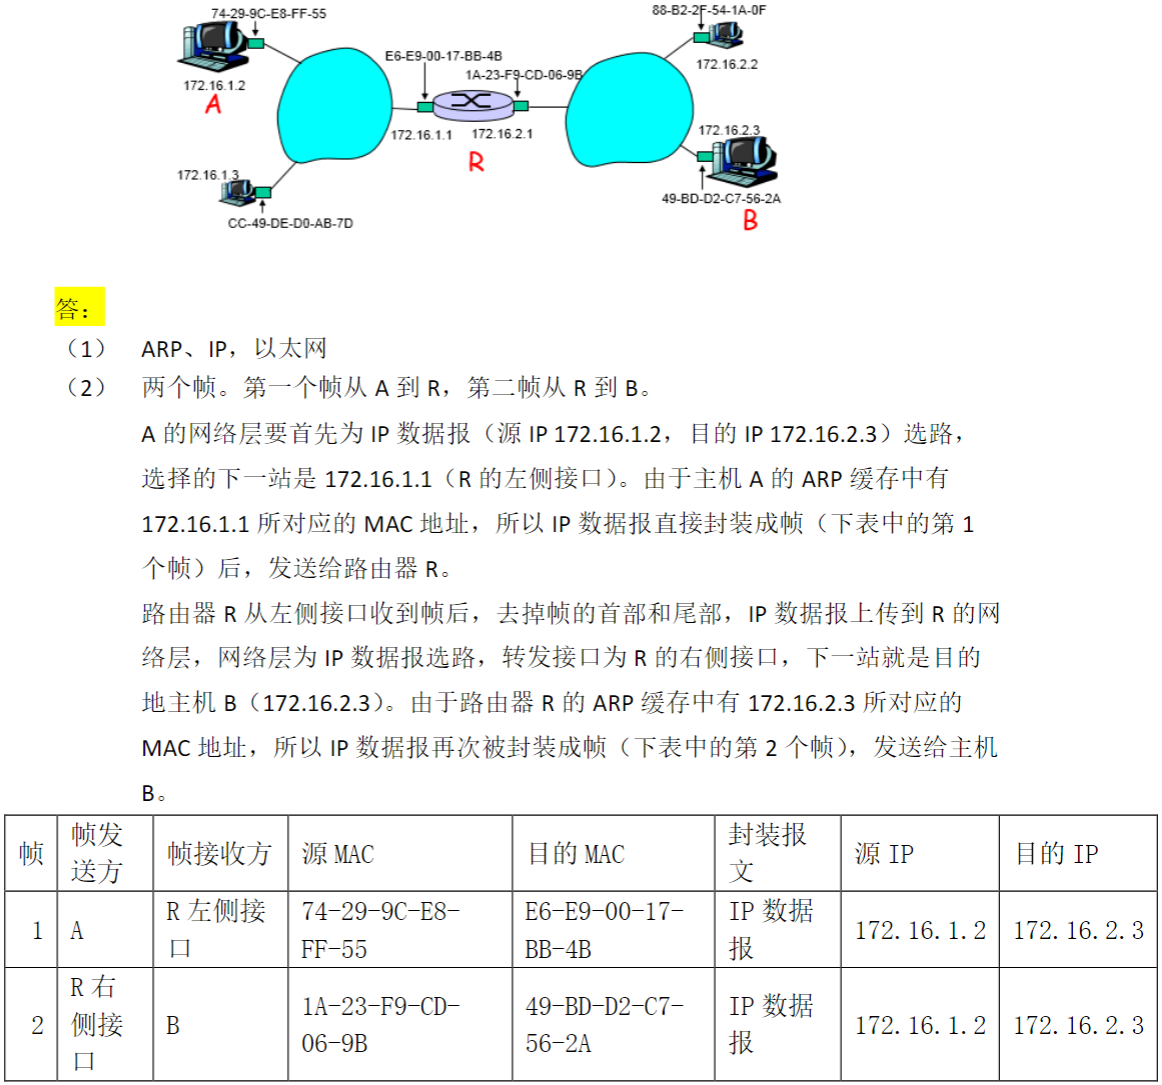 74-29-9C-E8-FF-55
88-B2-2F-54-1A-0F
E6-E9-00-17-BB-4B
1A-23-F9-CD-06-9B
172.16.2.2
172.16.1.2
A
172.16.1.1
172.16.2.1
172.16.2.3
R
172.16.1.3
49-BD-D2-C7-56-2A
B
CC-49-DE-D0-AB-7D
答：
（1） ARP、IP，以太网
（2） 两个帧。第一个帧从 A 到 R，第二帧从 R 到 B。
A 的网络层要首先为 IP 数据报（源 IP 172.16.1.2，目的 IP 172.16.2.3）选路，
选择的下一站是 172.16.1.1（R 的左侧接口）。由于主机 A 的 ARP 缓存中有
172.16.1.1 所对应的 MAC 地址，所以 IP 数据报直接封装成帧（下表中的第 1
个帧）后，发送给路由器 R。
路由器 R 从左侧接口收到帧后，去掉帧的首部和尾部，IP 数据报上传到 R 的网
络层，网络层为 IP 数据报选路，转发接口为 R 的右侧接口，下一站就是目的
地主机 B（172.16.2.3）。由于路由器 R 的 ARP 缓存中有 172.16.2.3 所对应的
MAC 地址，所以 IP 数据报再次被封装成帧（下表中的第 2 个帧），发送给主机
B。
帧 帧发送方 帧接收方 源 MAC 目的 MAC 封装报文 源 IP 目的 IP
1 A R 左侧接口 74-29-9C-E8-FF-55 E6-E9-00-17-BB-4B IP 数据报 172.16.1.2 172.16.2.3
2 R 右侧接口 B 1A-23-F9-CD-06-9B 49-BD-D2-C7-56-2A IP 数据报 172.16.1.2 172.16.2.3